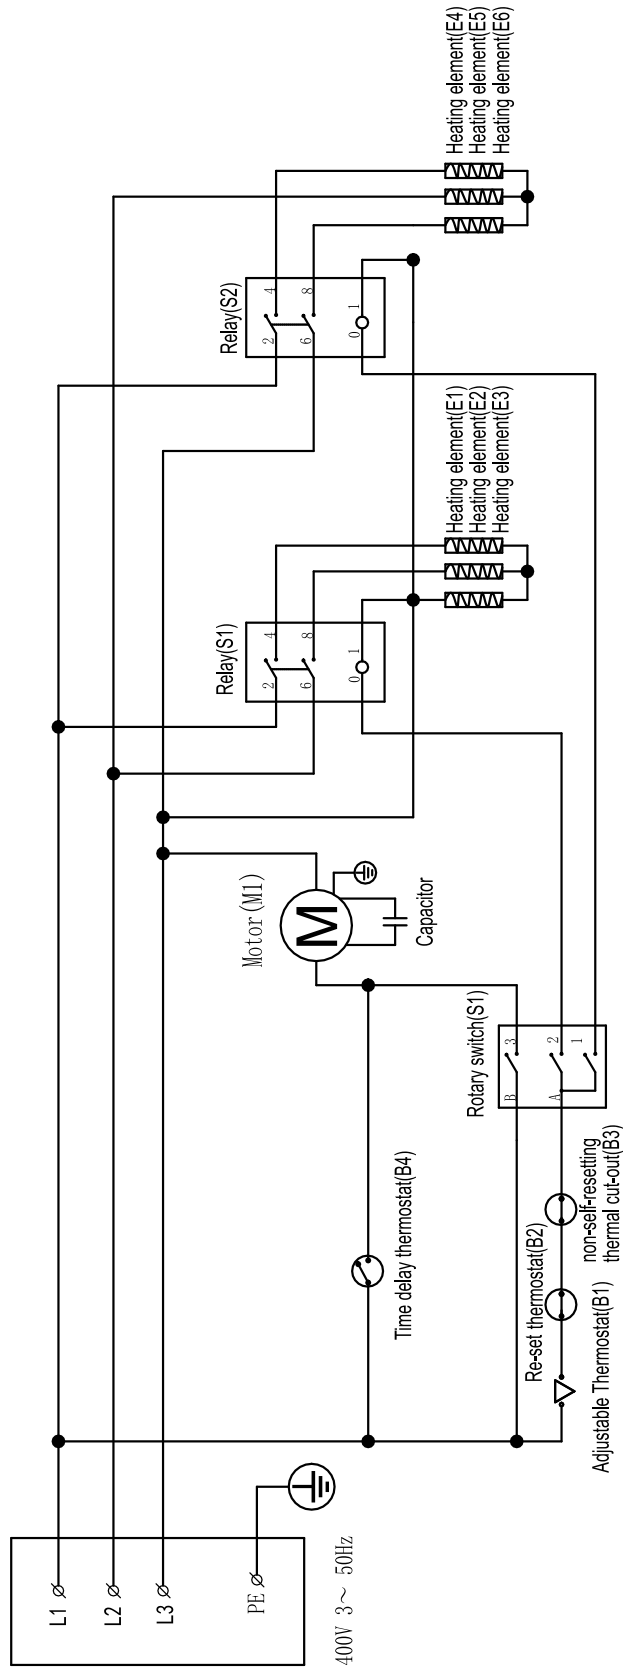 L1
L2
L3
PE
400V 3～ 50Hz
Adjustable Thermostat(B1)
Re-set thermostat(B2)
non-self-resetting
thermal cut-out(B3)
Time delay thermostat(B4)
Rotary switch(S1)
B
3
A
2
1
Motor(M1)
M
Capacitor
Relay(S1)
2
4
6
8
0
1
Heating element(E1)
Heating element(E2)
Heating element(E3)
Relay(S2)
2
4
6
8
0
1
Heating element(E4)
Heating element(E5)
Heating element(E6)